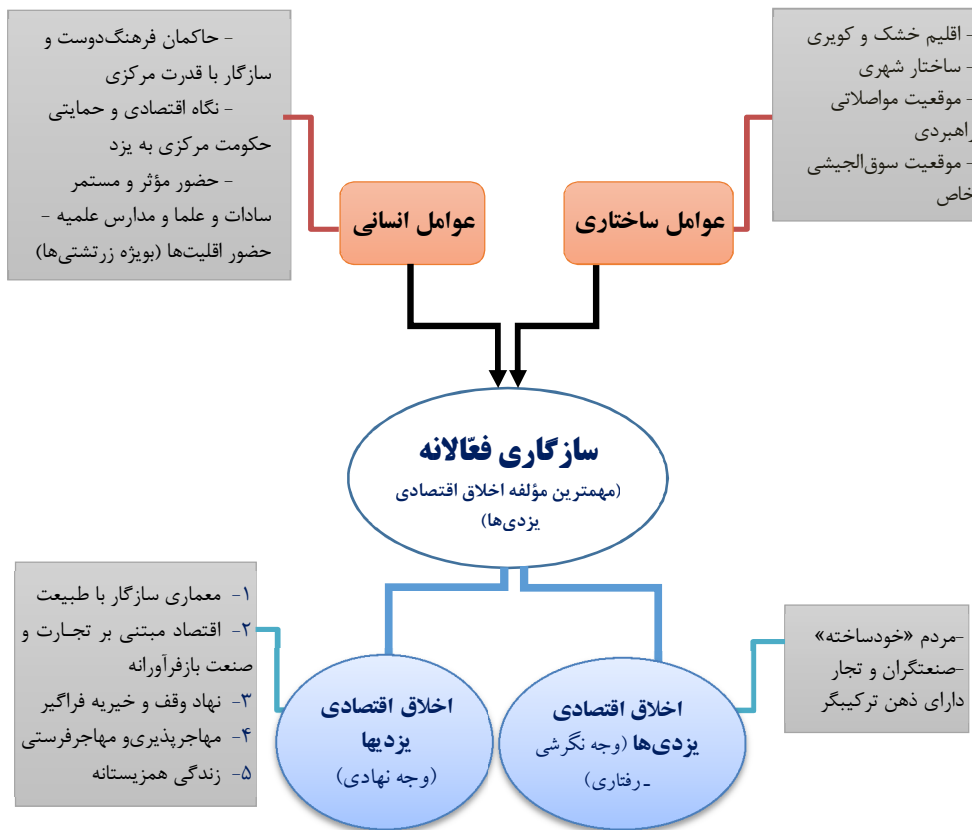 - اقلیم خشک و کویری
- ساختار شهری
- موقعیت مواصلاتی
راهبردی
- موقعیت سوق‌الجیشی
خاص
- حاکمان فرهنگ‌دوست و
سازگار با قدرت مرکزی
- نگاه اقتصادی و حمایتی
حکومت مرکزی به یزد
- حضور مؤثر و مستمر
سادات و علما و مدارس علمیه -
حضور اقلیت‌ها (بویژه زرتشتی‌ها)
عوامل ساختاری
عوامل انسانی
سازگاری فعّالانه
(مهمترین مؤلفه اخلاق اقتصادی
یزدی‌ها)
-مردم «خودساخته»
-صنعتگران و تجار
دارای ذهن ترکیبگر
اخلاق اقتصادی
یزدی‌ها (وجه نگرشی
ـ رفتاری)
اخلاق اقتصادی
یزدیها
(وجه نهادی)
۱- معماری سازگار با طبیعت
۲- اقتصاد مبتنی بر تجـارت و
صنعت بازفرآورانه
۳- نهاد وقف و خیریه فراگیر
۴- مهاجرپذیری‌و مهاجرفرستی
۵- زندگی همزیستانه